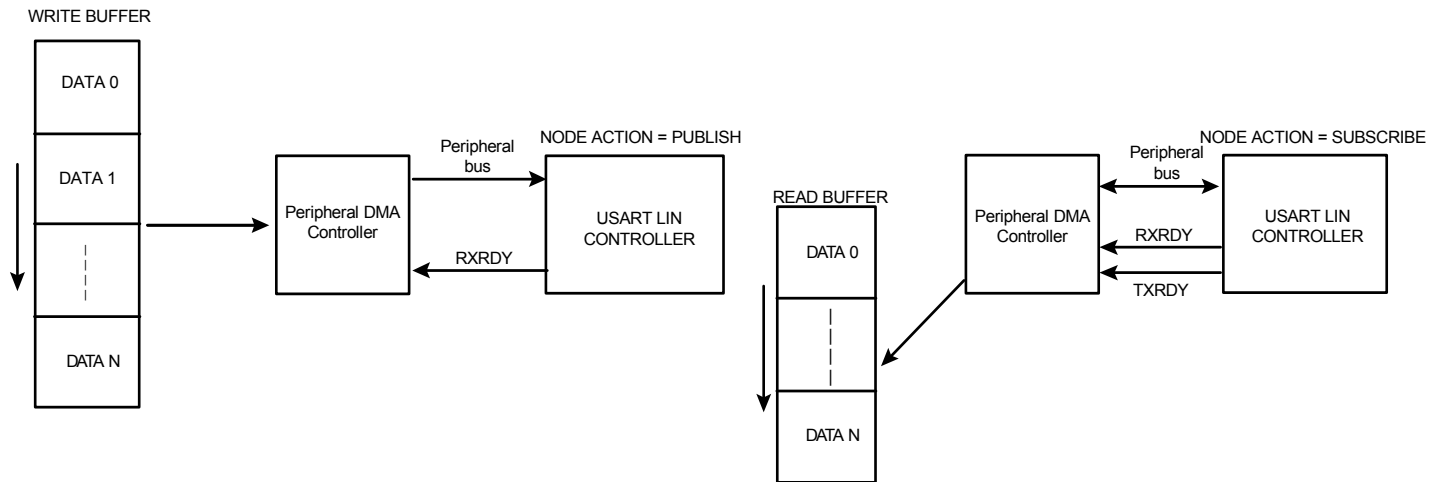 WRITE BUFFER
DATA 0
DATA 1
DATA N
Peripheral DMA
Controller
Peripheral
bus
RXRDY
NODE ACTION = PUBLISH
USART LIN
CONTROLLER
READ BUFFER
DATA 0
DATA N
Peripheral DMA
Controller
Peripheral
bus
RXRDY
TXRDY
NODE ACTION = SUBSCRIBE
USART LIN
CONTROLLER